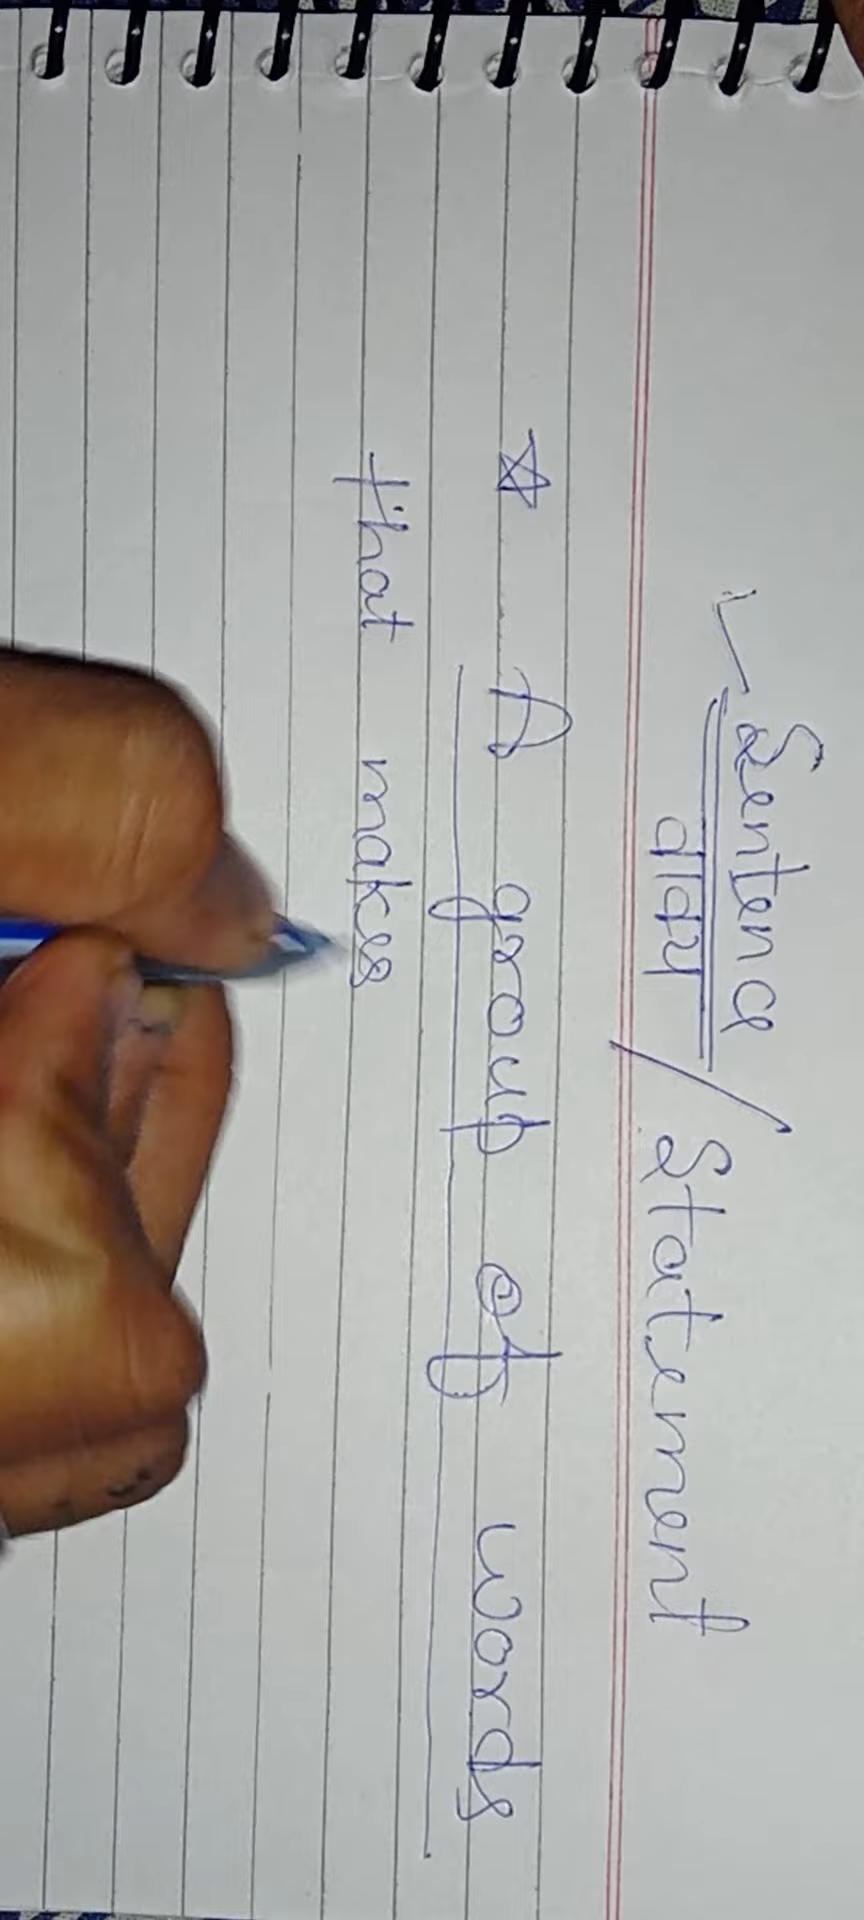 Sentence / Statement
वाक्य
☆ A group of words
that makes